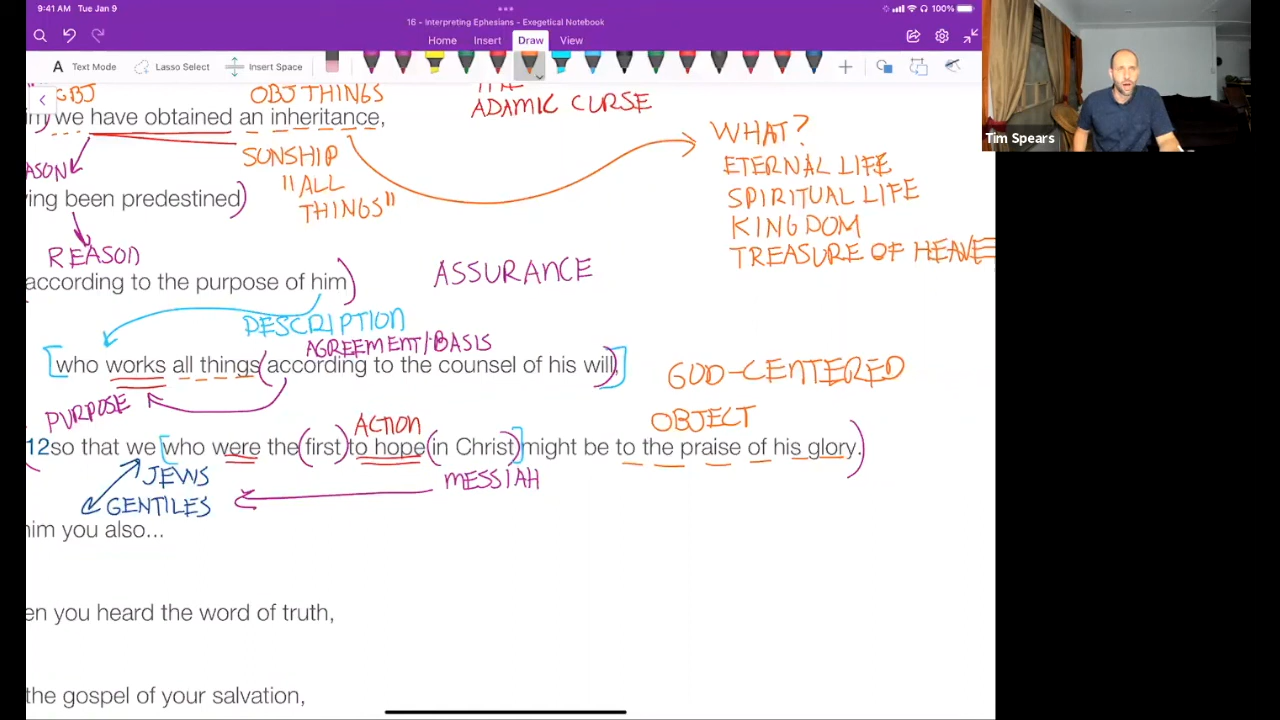 9:41 AM Tue Jan 9
100%
16 - Interpreting Ephesians - Exegetical Notebook
Home Insert Draw View
Text Mode Lasso Select Insert Space
Tim Spears
OBJ THINGS
ADAMIC CURSE
we have obtained an inheritance,
WHAT?
SONSHIP
"ALL
THINGS"
ETERNAL LIFE
SPIRITUAL LIFE
KINGDOM
TREASURE OF HEAVE
been predestined)
REASON
according to the purpose of him)
ASSURANCE
DESCRIPTION
AGREEMENT/BASIS
[who works all things (according to the counsel of his will,)]
GOD-CENTERED
PURPOSE
ACTION
OBJECT
12so that we [who were the (first) to hope (in Christ)] might be to the praise of his glory.)
JEWS
MESSIAH
GENTILES
him you also...
you heard the word of truth,
the gospel of your salvation,